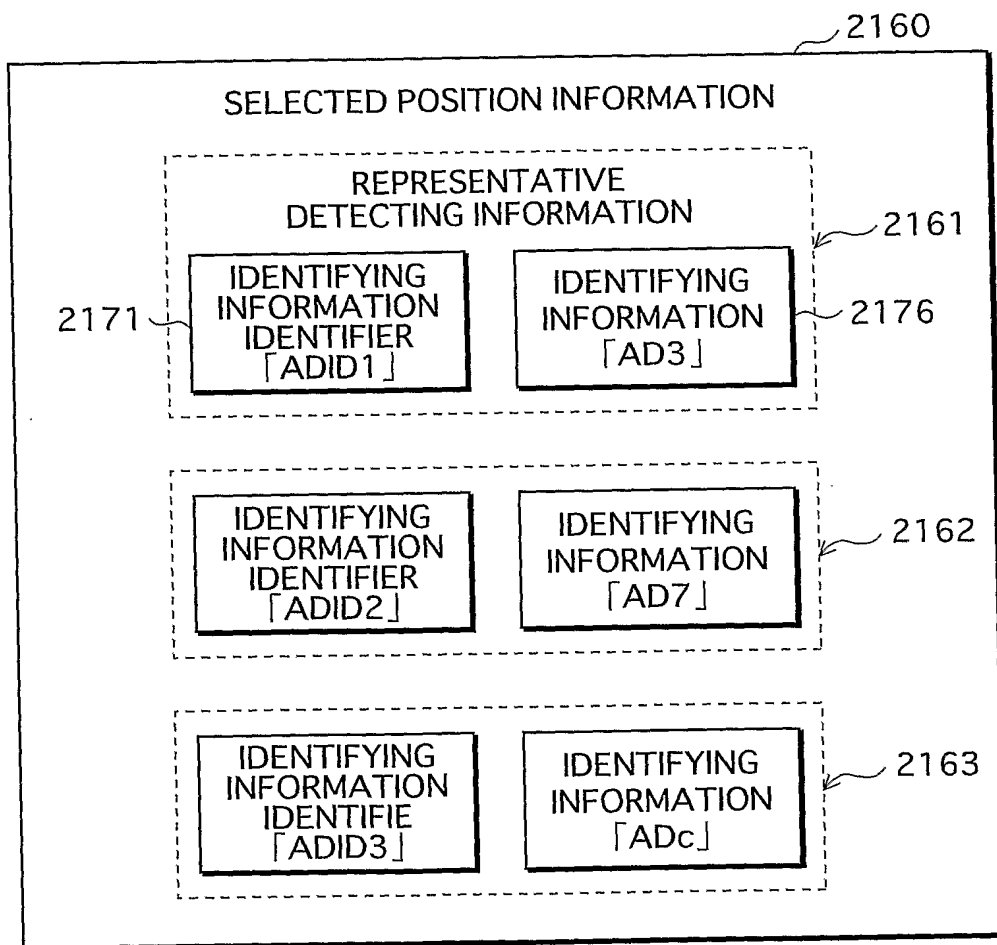 2160
SELECTED POSITION INFORMATION
REPRESENTATIVE
DETECTING INFORMATION
2161
IDENTIFYING
INFORMATION
IDENTIFIER
「ADID1」
2171
IDENTIFYING
INFORMATION
「AD3」
2176
IDENTIFYING
INFORMATION
IDENTIFIER
「ADID2」
IDENTIFYING
INFORMATION
「AD7」
2162
IDENTIFYING
INFORMATION
IDENTIFIE
「ADID3」
IDENTIFYING
INFORMATION
「ADc」
2163